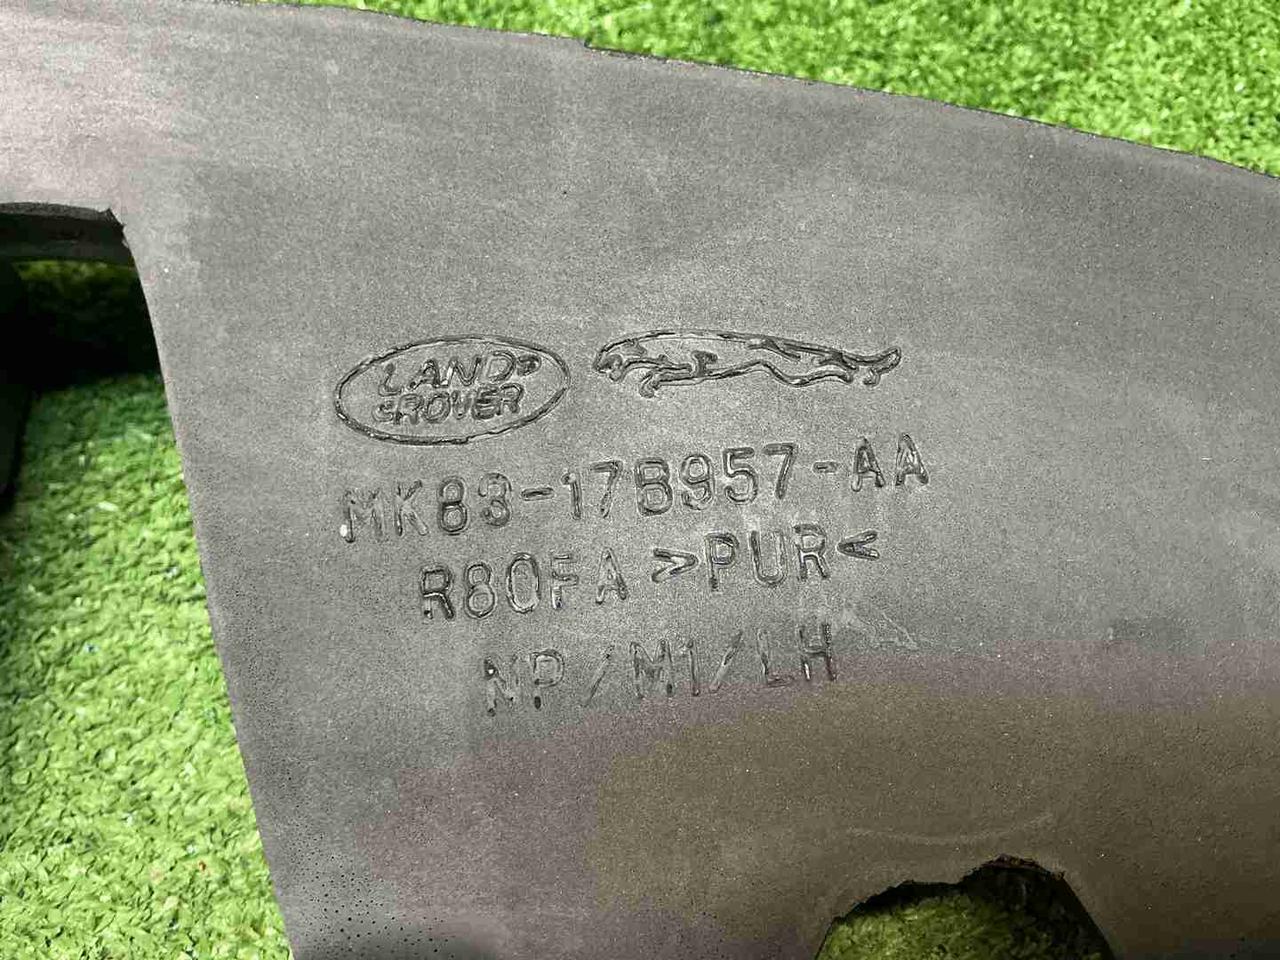 LAND
ROVER
MK83-17B957-AA
R80FA >PUR<
NP/M1/LH